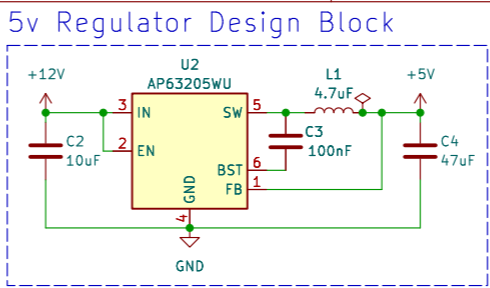 5v Regulator Design Block
U2
AP63205WU
+12V
L1
4.7uF
+5V
3 IN
SW 5
C2
10uF
2 EN
C3
100nF
C4
47uF
BST 6
FB 1
GND
4
GND